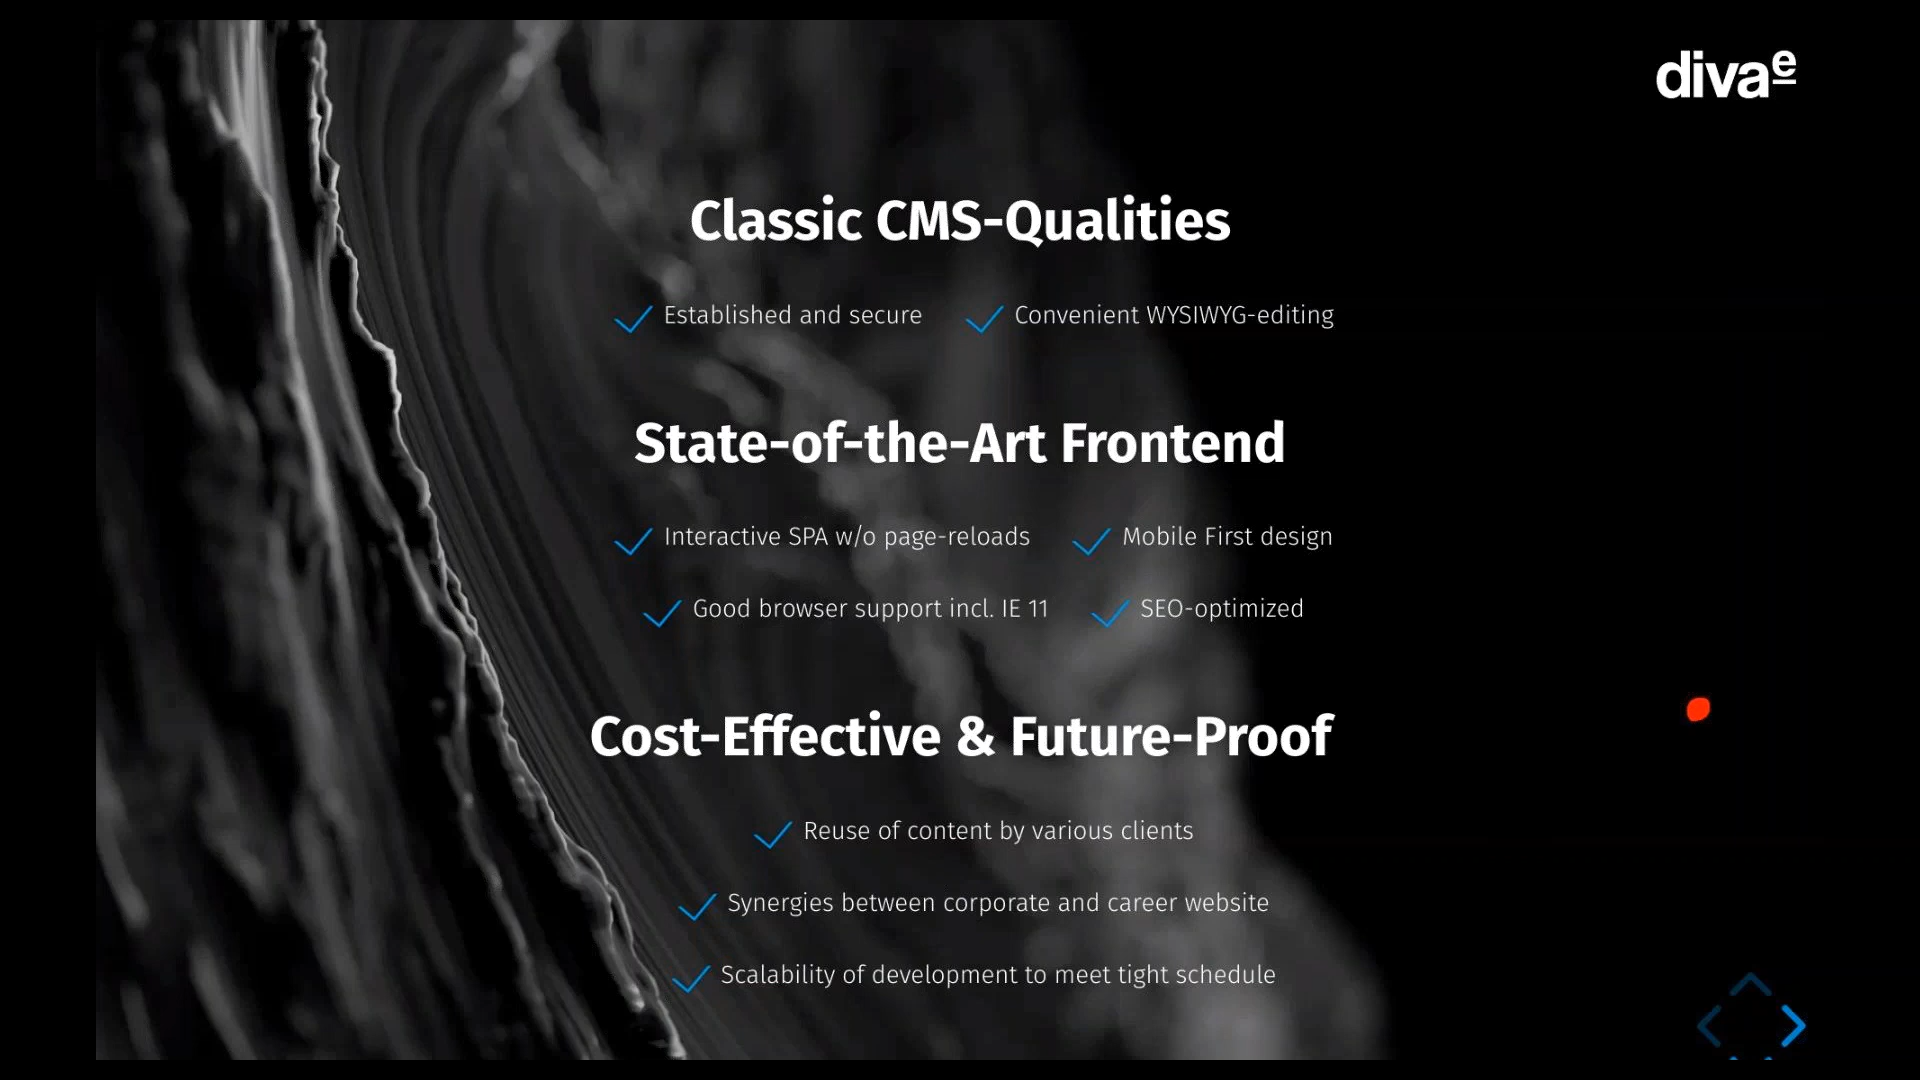 divae
Classic CMS-Qualities
Established and secure Convenient WYSIWYG-editing
State-of-the-Art Frontend
Interactive SPA w/o page-reloads Mobile First design
Good browser support incl. IE 11 SEO-optimized
Cost-Effective & Future-Proof
Reuse of content by various clients
Synergies between corporate and career website
Scalability of development to meet tight schedule